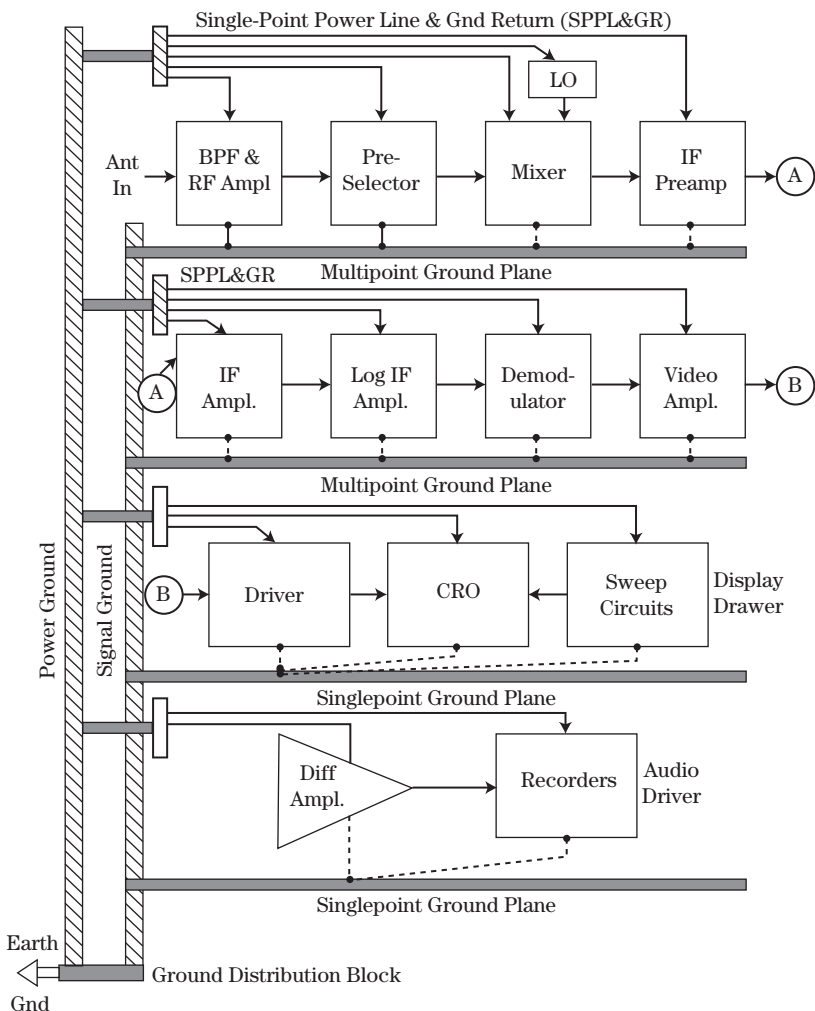 Single-Point Power Line & Gnd Return (SPPL&GR)
LO
Ant
In
BPF &
RF Ampl
Pre-
Selector
Mixer
IF
Preamp
A
Multipoint Ground Plane
SPPL&GR
A
IF
Ampl.
Log IF
Ampl.
Demod-
ulator
Video
Ampl.
B
Multipoint Ground Plane
Power Ground
Signal Ground
B
Driver
CRO
Sweep
Circuits
Display
Drawer
Singlepoint Ground Plane
Diff
Ampl.
Recorders
Audio
Driver
Singlepoint Ground Plane
Earth
Gnd
Ground Distribution Block